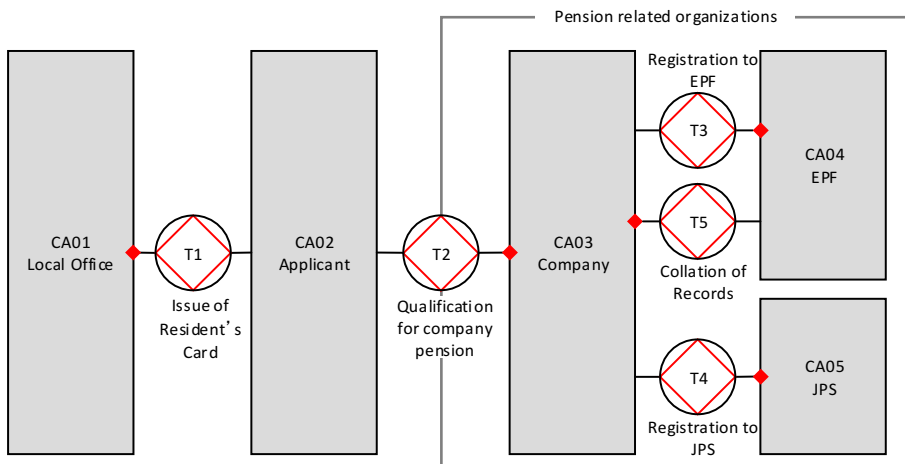 Pension related organizations
CA01
Local Office
T1
Issue of
Resident’s
Card
CA02
Applicant
T2
Qualification
for company
pension
CA03
Company
Registration to
EPF
T3
T5
Collation of
Records
T4
Registration to
JPS
CA04
EPF
CA05
JPS